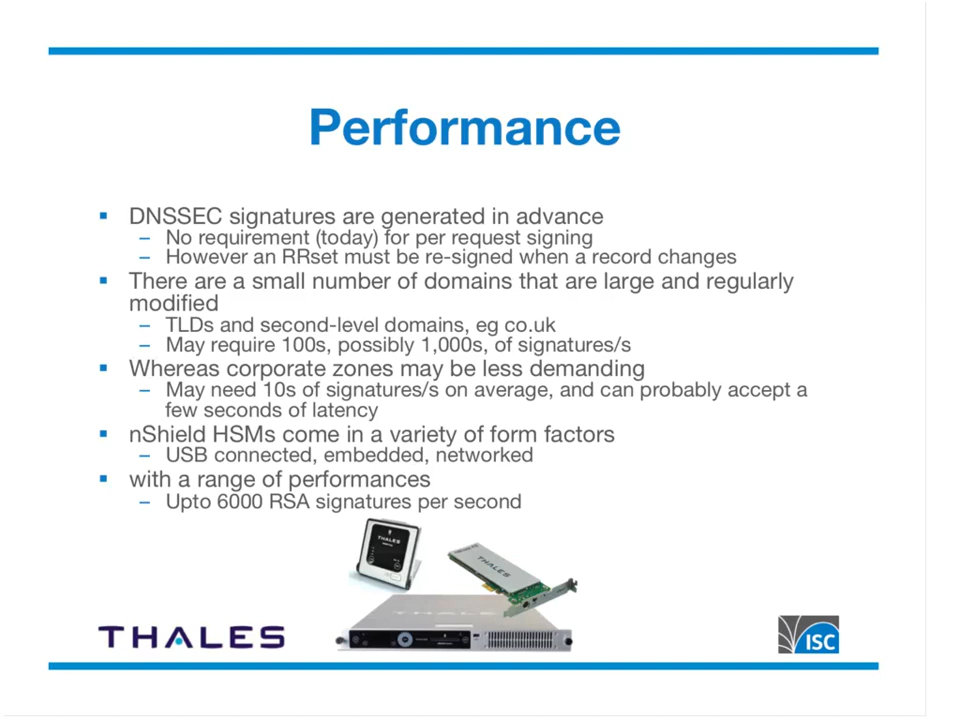 Performance
▪ DNSSEC signatures are generated in advance
– No requirement (today) for per request signing
– However an RRset must be re-signed when a record changes
▪ There are a small number of domains that are large and regularly
modified
– TLDs and second-level domains, eg co.uk
– May require 100s, possibly 1,000s, of signatures/s
▪ Whereas corporate zones may be less demanding
– May need 10s of signatures/s on average, and can probably accept a
few seconds of latency
▪ nShield HSMs come in a variety of form factors
– USB connected, embedded, networked
▪ with a range of performances
– Upto 6000 RSA signatures per second
THALES
THALES
THALES
THALES
ISC